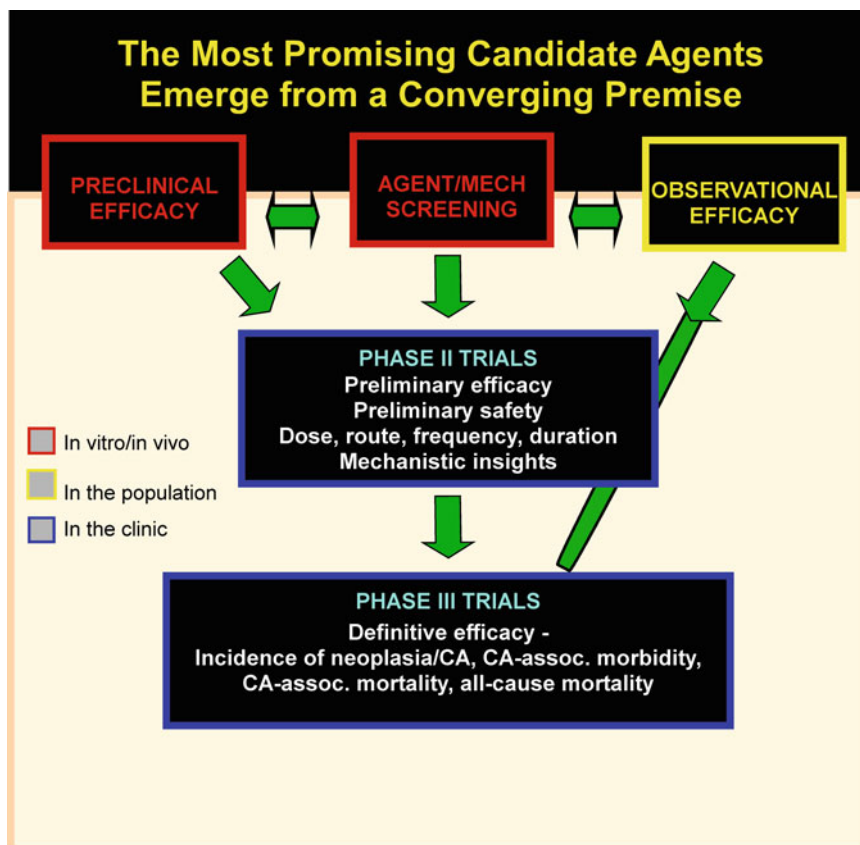 The Most Promising Candidate Agents
Emerge from a Converging Premise
PRECLINICAL
EFFICACY
AGENT/MECH
SCREENING
OBSERVATIONAL
EFFICACY
PHASE II TRIALS
Preliminary efficacy
Preliminary safety
Dose, route, frequency, duration
Mechanistic insights
In vitro/in vivo
In the population
In the clinic
PHASE III TRIALS
Definitive efficacy -
Incidence of neoplasia/CA, CA-assoc. morbidity,
CA-assoc. mortality, all-cause mortality